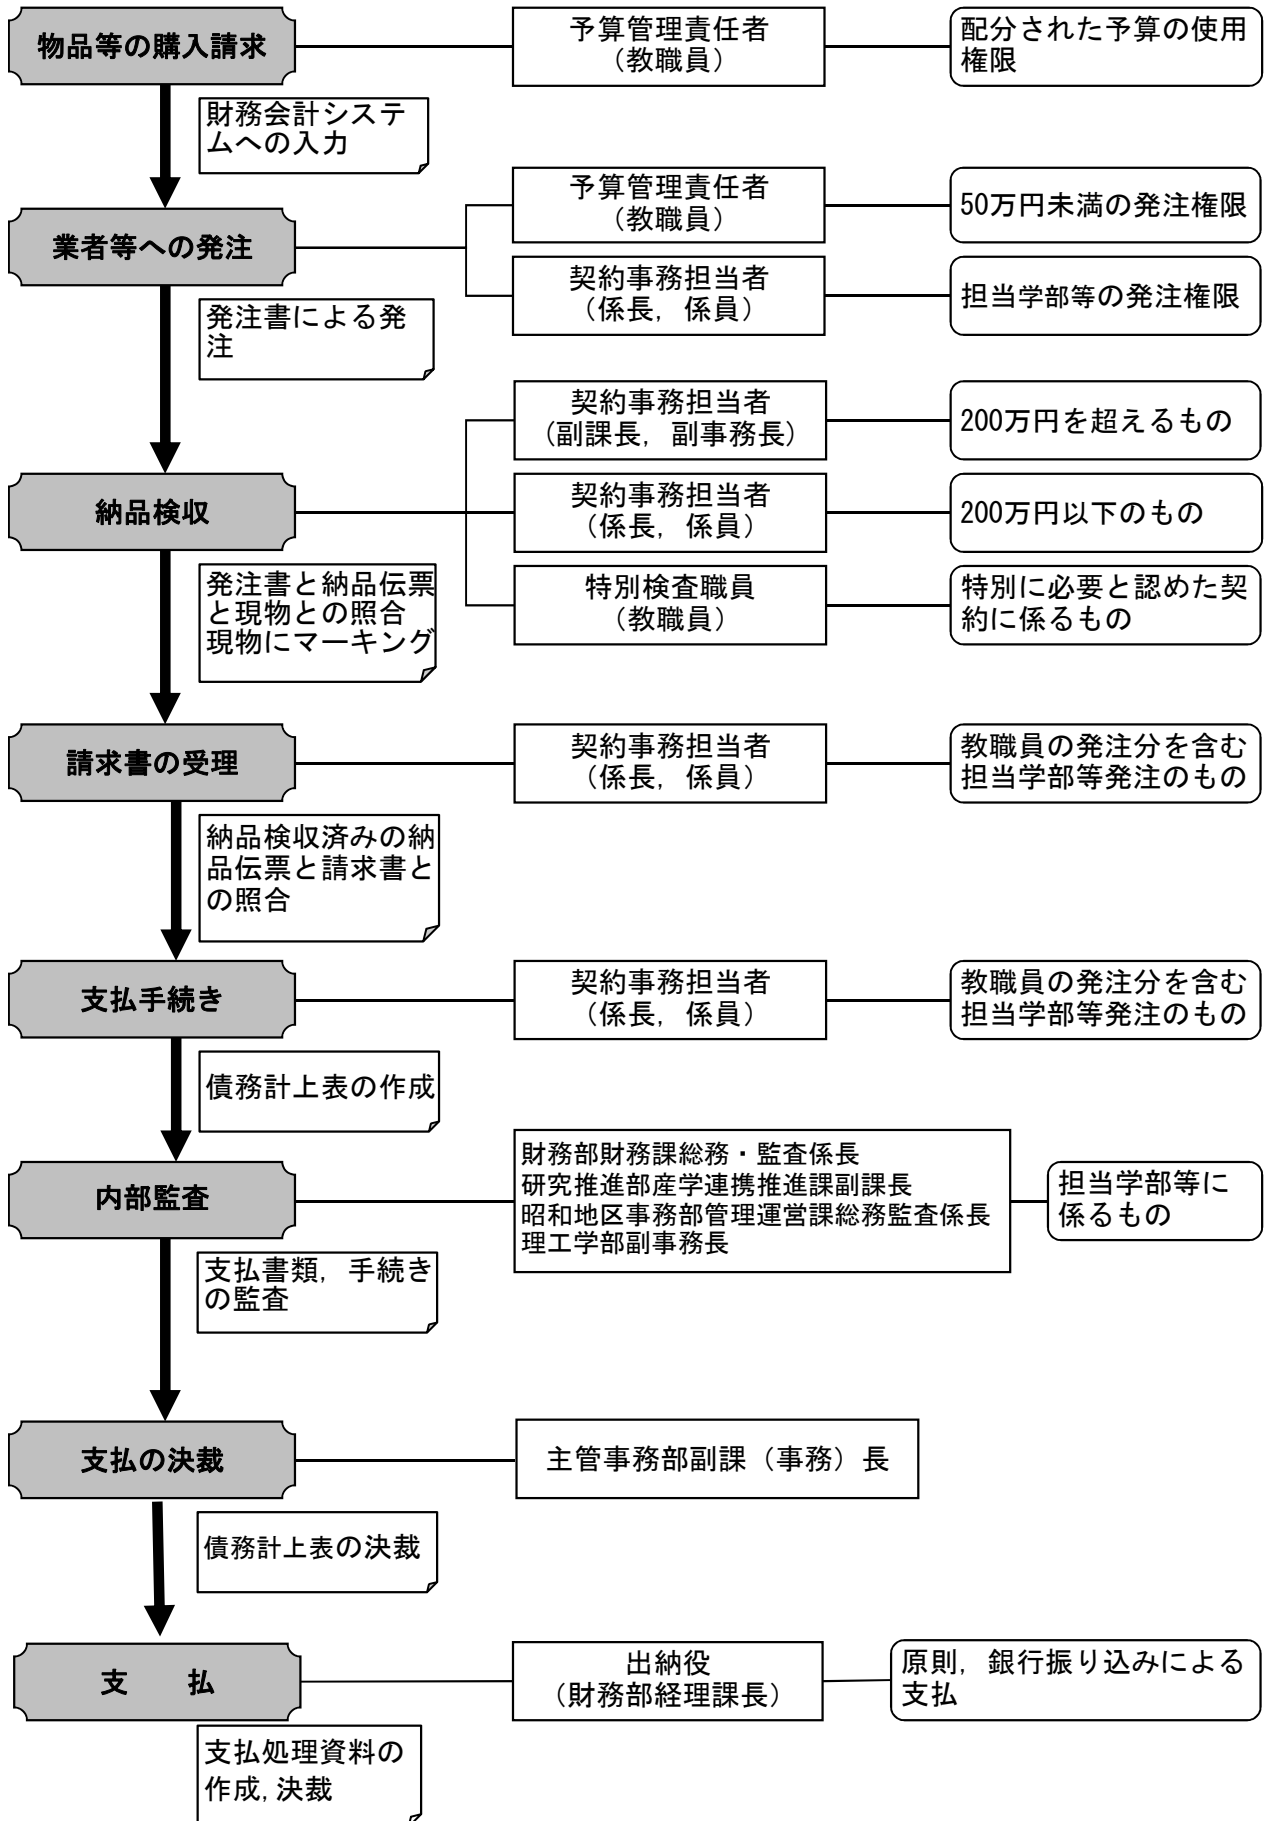 物品等の購入請求
予算管理責任者
（教職員）
配分された予算の使用
権限
財務会計システ
ムへの入力
業者等への発注
予算管理責任者
（教職員）
50万円未満の発注権限
契約事務担当者
（係長，係員）
担当学部等の発注権限
発注書による発
注
納品検収
契約事務担当者
（副課長，副事務長）
200万円を超えるもの
契約事務担当者
（係長，係員）
200万円以下のもの
特別検査職員
（教職員）
特別に必要と認めた契
約に係るもの
発注書と納品伝票
と現物との照合
現物にマーキング
請求書の受理
契約事務担当者
（係長，係員）
教職員の発注分を含む
担当学部等発注のもの
納品検収済みの納
品伝票と請求書と
の照合
支払手続き
契約事務担当者
（係長，係員）
教職員の発注分を含む
担当学部等発注のもの
債務計上表の作成
内部監査
財務部財務課総務・監査係長
研究推進部産学連携推進課副課長
昭和地区事務部管理運営課総務監査係長
理工学部副事務長
担当学部等に
係るもの
支払書類，手続き
の監査
支払の決裁
主管事務部副課（事務）長
債務計上表の決裁
支　　払
出納役
（財務部経理課長）
原則，銀行振り込みによる
支払
支払処理資料の
作成,決裁